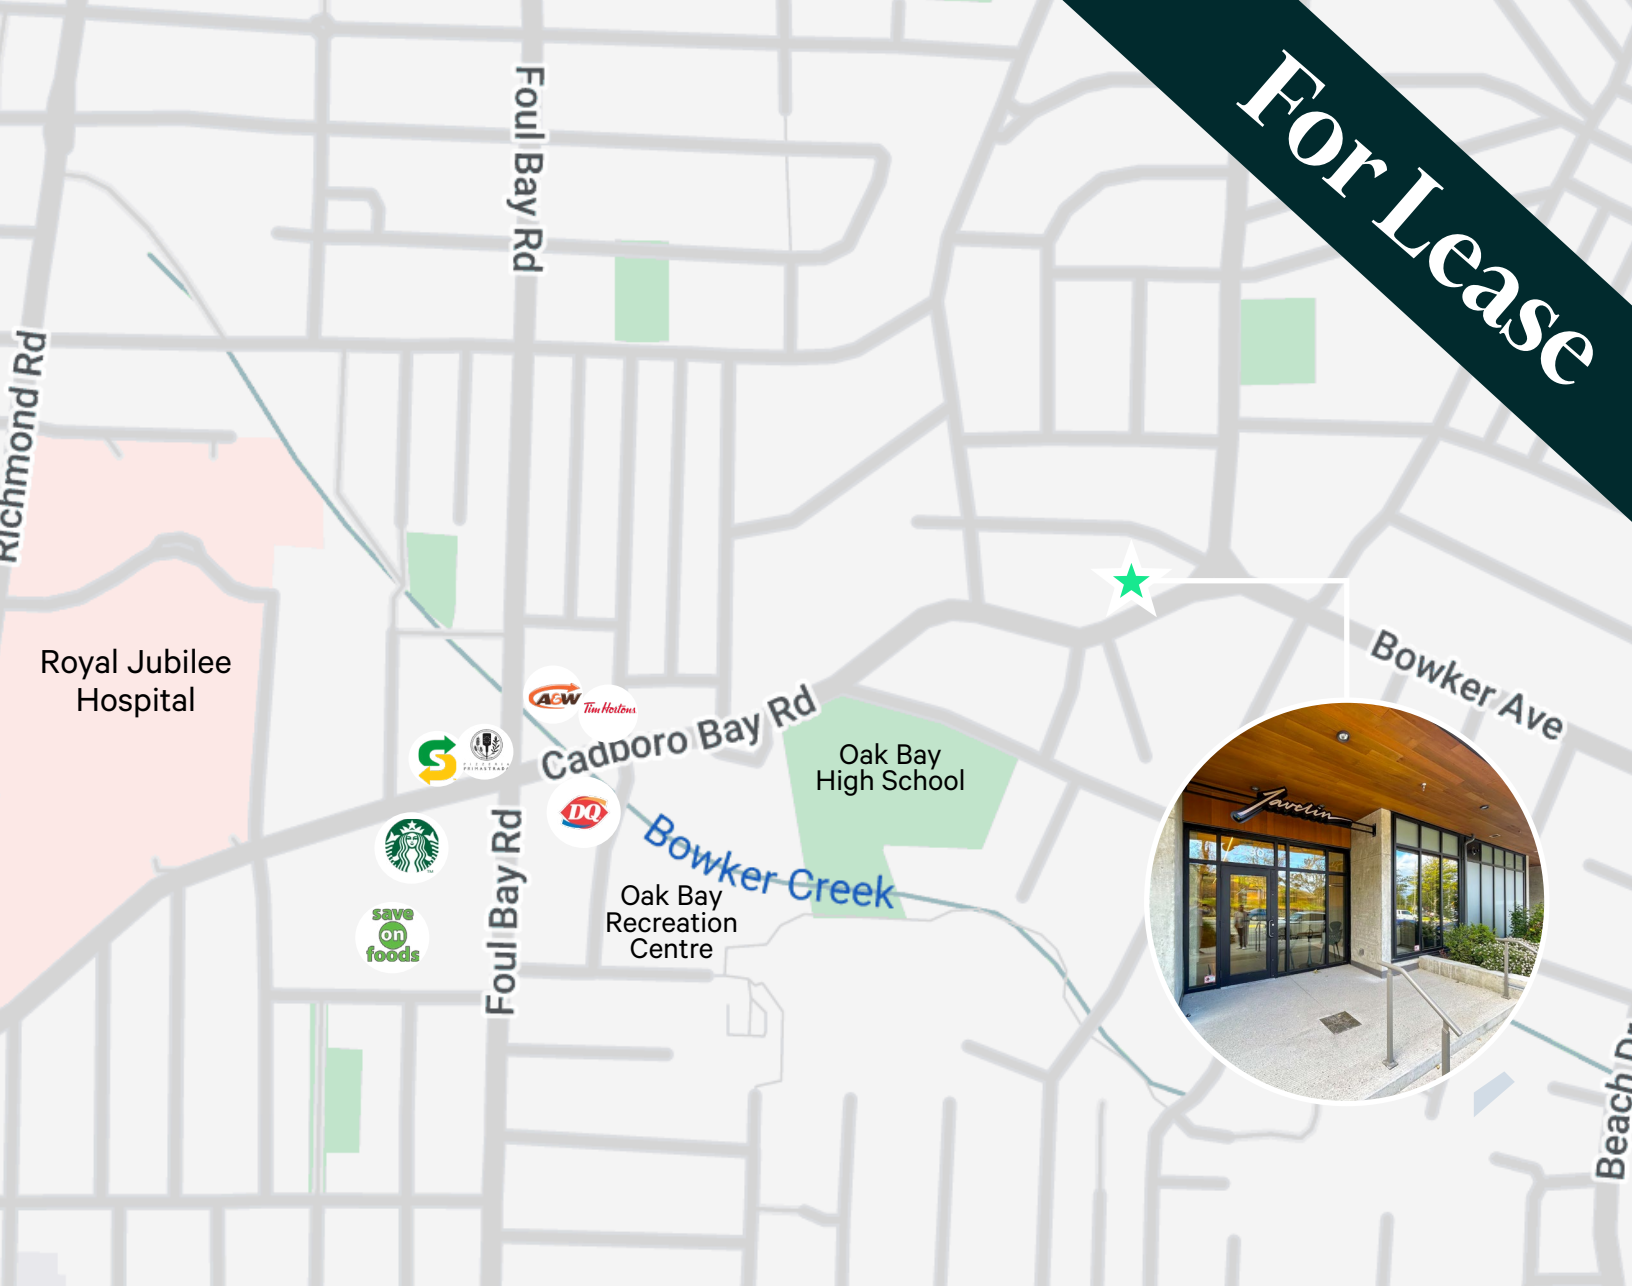 For Lease
Foul Bay Rd
Richmond Rd
Royal Jubilee
Hospital
A&W
Tim Hortons
Cadboro Bay Rd
Bowker Ave
Oak Bay
High School
DQ
Javelin
Bowker Creek
Foul Bay Rd
Oak Bay
Recreation
Centre
save
on
foods
Beach Dr